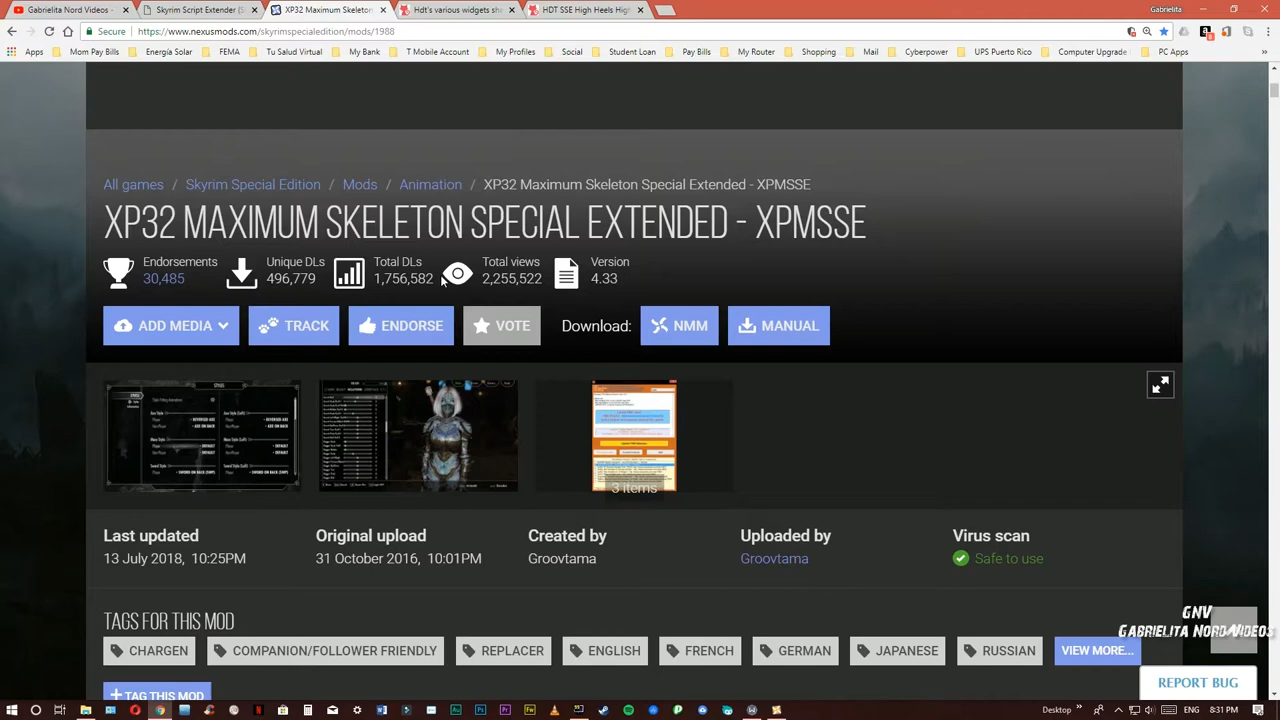 Gabrielita Nord Videos - Skyrim Script Extender (S XP32 Maximum Skeleton Hdt's various widgets sha HDT SSE High Heels High Gabrielita
Secure https://www.nexusmods.com/skyrimspecialedition/mods/1988
Apps Mom Pay Bills Energía Solar FEMA Tu Salud Virtual My Bank T Mobile Account My Profiles Social Student Loan Pay Bills My Router Shopping Mail UPS Puerto Rico Computer Upgrade PC Apps
All games / Skyrim Special Edition / Mods / Animation / XP32 Maximum Skeleton Special Extended - XPMSSE
XP32 MAXIMUM SKELETON SPECIAL EXTENDED - XPMSSE
Endorsements Unique DLs Total DLs Total views Version
30,485 496,779 1,756,582 2,255,522 4.33
ADD MEDIA TRACK ENDORSE VOTE Download: NMM MANUAL
3 items
Last updated Original upload Created by Uploaded by Virus scan
13 July 2018, 10:25PM 31 October 2016, 10:01PM Groovtama Groovtama Safe to use
TAGS FOR THIS MOD
GNV
GABRIELITA NORD VIDEOS
CHARGEN COMPANION/FOLLOWER FRIENDLY REPLACER ENGLISH FRENCH GERMAN JAPANESE RUSSIAN VIEW MORE...
+ TAG THIS MOD
REPORT BUG
Desktop 8:31 PM